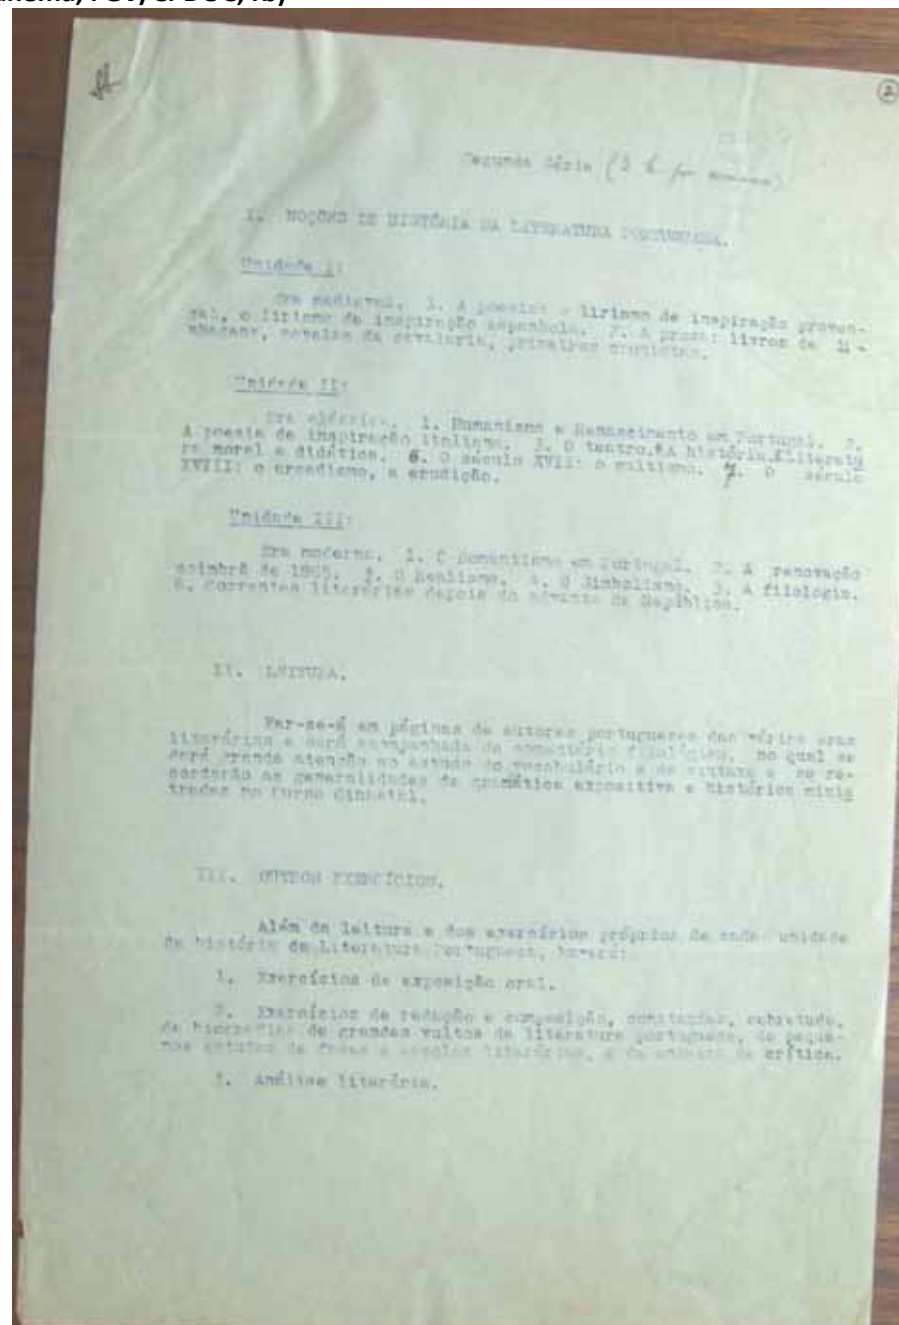 ②
Segunda Série (3 h. por semana)
I. NOÇÕES DE HISTÓRIA DA LITERATURA PORTUGUESA.
Unidade I:
Era medieval. 1. A poesia: o lirismo de inspiração proven-
çal, o lirismo de inspiração espanhola. 2. A prosa: livros de li-
nhagens, novelas de cavalaria, primeiros cronistas.
Unidade II:
Era clássica. 1. Humanismo e Renascimento em Portugal. 2.
A poesia de inspiração italiana. 3. O teatro. A história. literatu
ra moral e didática. 6. O século XVII: o cultismo. 7. O século
XVIII: o arcadismo, a erudição.
Unidade III:
Era moderna. 1. O Romantismo em Portugal. 2. A renovação
coimbrã de 1865. 3. O Realismo. 4. O Simbolismo. 5. A filologia.
6. Correntes literárias depois do advento da República.
II. LEITURA.
Far-se-á em páginas de autores portugueses das várias eras
literárias e será acompanhada de comentário filológico, no qual se
dará grande atenção ao estudo do vocabulário e da sintaxe e se re-
cordarão as generalidades da gramática expositiva e histórica minis
tradas no Curso Ginasial.
III. OUTROS EXERCÍCIOS.
Além da leitura e dos exercícios próprios de cada unidade
da história da Literatura Portuguesa, haverá:
1. Exercícios de exposição oral.
2. Exercícios de redação e composição, constantes, sobretudo,
de biografias de grandes vultos da literatura portuguesa, de peque-
nos estudos de fases e escolas literárias, e de ensaios de crítica.
3. Análise literária.